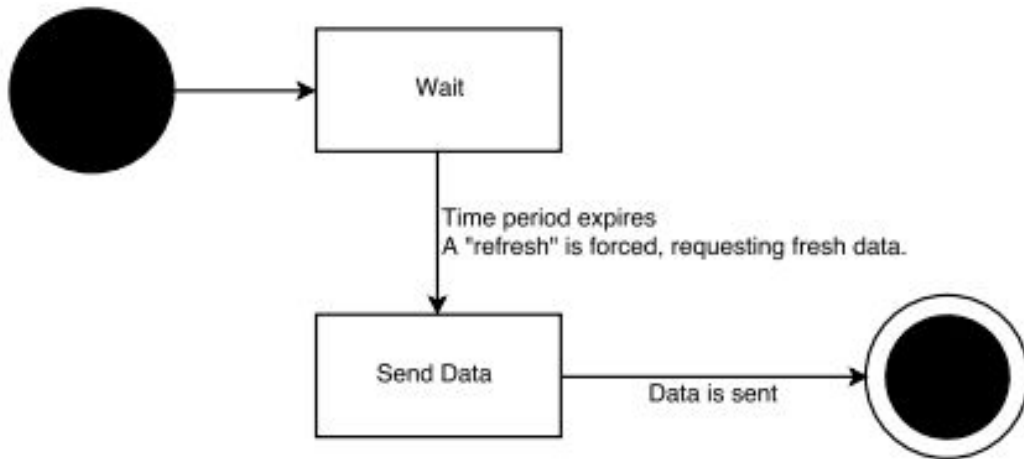 Wait
Time period expires
A "refresh" is forced, requesting fresh data.
Send Data
Data is sent